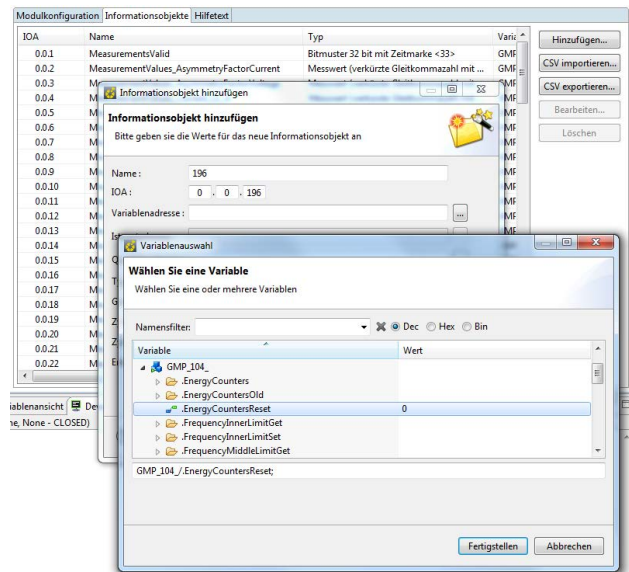 Modulkonfiguration Informationsobjekte Hilfetext
IOA Name Typ Varia
0.0.1 MeasurementsValid Bitmuster 32 bit mit Zeitmarke <33> GMP
0.0.2 MeasurementValues_AsymmetryFactorCurrent Messwert (verkürzte Gleitkommazahl mit ... GMP
0.0.3
0.0.4
0.0.5
0.0.6
0.0.7
0.0.8
0.0.9
0.0.10
0.0.11
0.0.12
0.0.13
0.0.14
0.0.15
0.0.16
0.0.17
0.0.18
0.0.19
0.0.20
0.0.21
0.0.22
Hinzufügen...
CSV importieren...
CSV exportieren...
Bearbeiten...
Löschen
Informationsobjekt hinzufügen
Informationsobjekt hinzufügen
Bitte geben sie die Werte für das neue Informationsobjekt an
Name: 196
IOA: 0 . 0 . 196
Variablenadresse: ...
Variablenauswahl
Wählen Sie eine Variable
Wählen Sie eine oder mehrere Variablen
Namensfilter: Dec Hex Bin
Variable Wert
GMP_104_
.EnergyCounters
.EnergyCountersOld
.EnergyCountersReset 0
.FrequencyInnerLimitGet
.FrequencyInnerLimitSet
.FrequencyMiddleLimitGet
GMP_104_/.EnergyCountersReset;
Fertigstellen Abbrechen
iablenansicht De
ne, None - CLOSED)